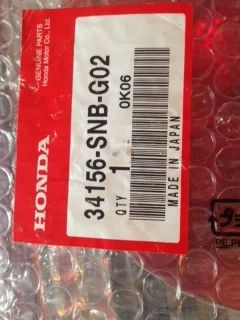 GENUINE PARTS
Honda Motor Co., Ltd.
HONDA
34156-SNB-G02
0K06
QTY 1
MADE IN JAPAN